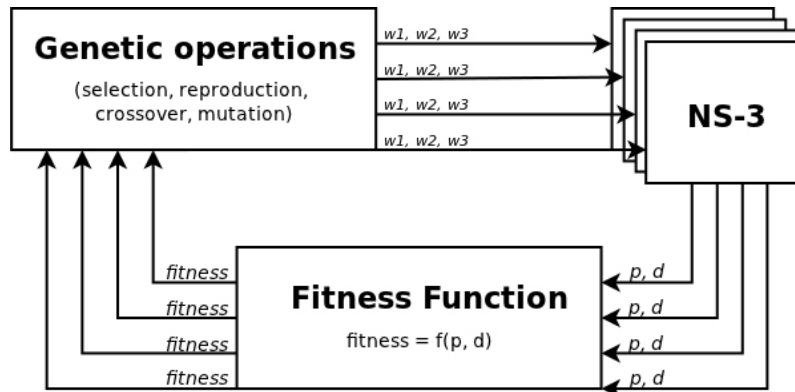 Genetic operations
(selection, reproduction,
crossover, mutation)
w1, w2, w3
w1, w2, w3
w1, w2, w3
w1, w2, w3
NS-3
fitness
fitness
fitness
fitness
Fitness Function
fitness = f(p, d)
p, d
p, d
p, d
p, d